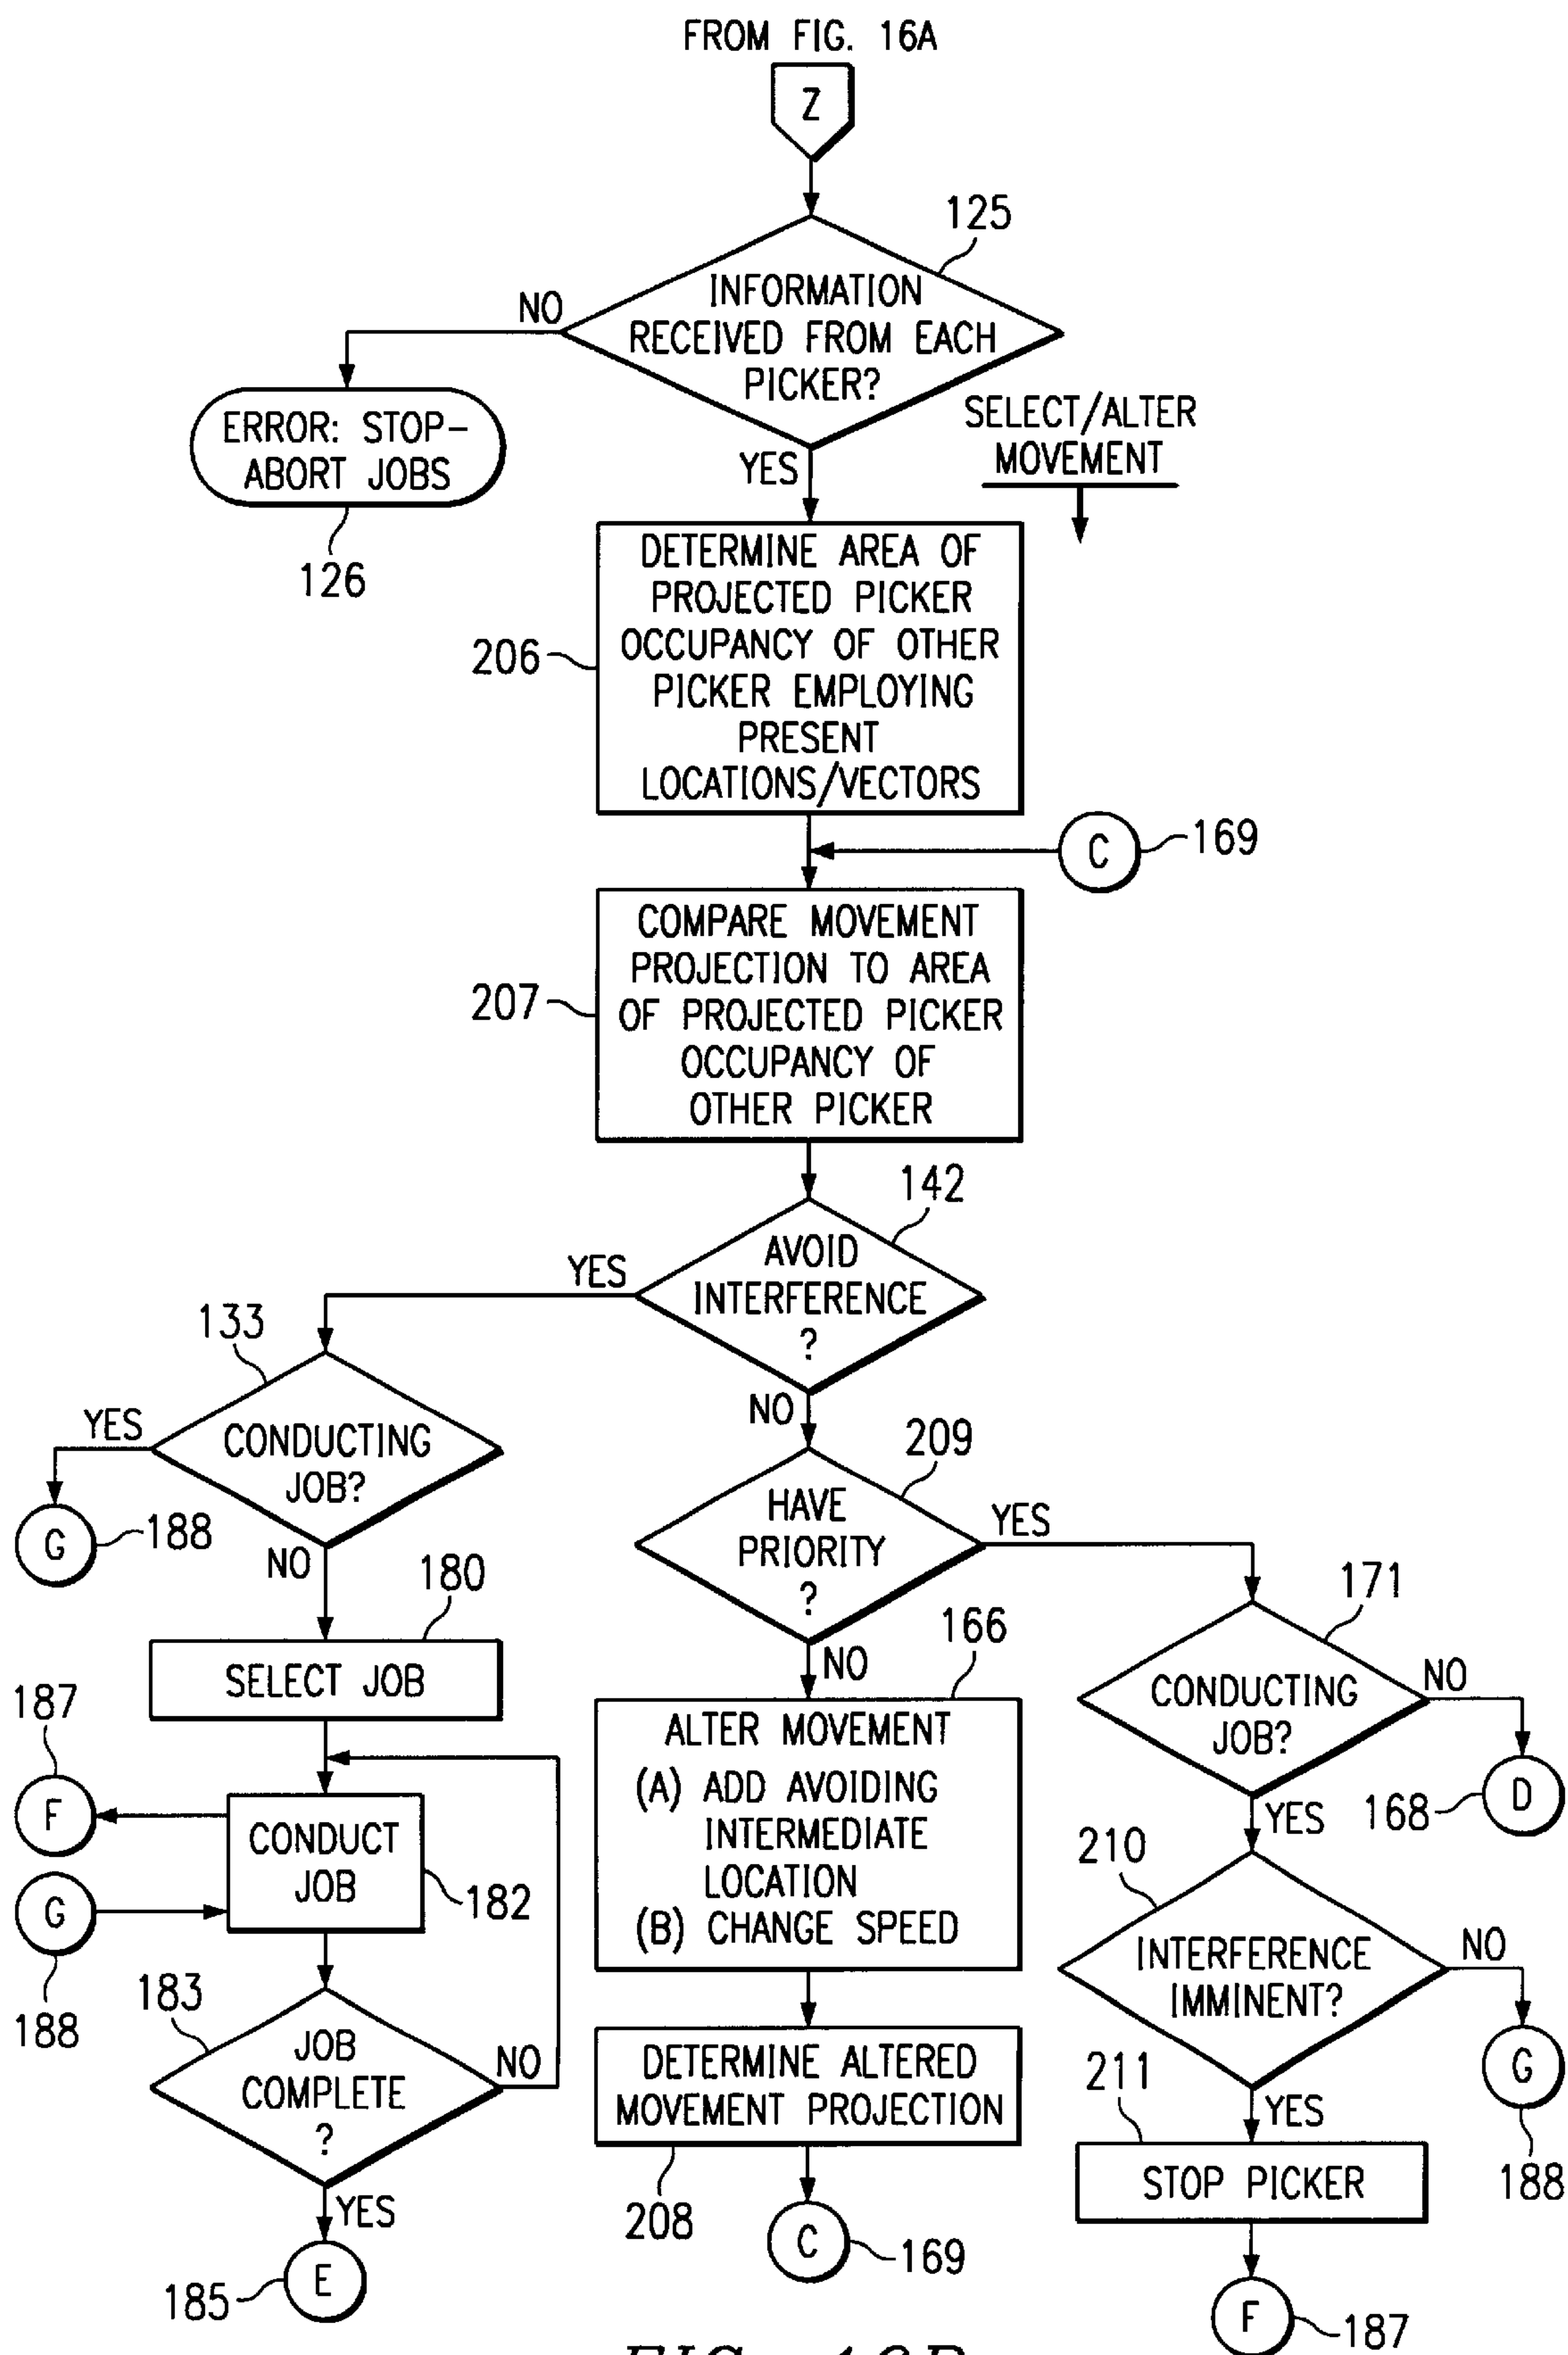 FROM FIG. 16A
Z
125
INFORMATION
RECEIVED FROM EACH
PICKER?
NO
ERROR: STOP-
ABORT JOBS
126
YES
SELECT/ALTER
MOVEMENT
DETERMINE AREA OF
PROJECTED PICKER
OCCUPANCY OF OTHER
PICKER EMPLOYING
PRESENT
LOCATIONS/VECTORS
206
C
169
COMPARE MOVEMENT
PROJECTION TO AREA
OF PROJECTED PICKER
OCCUPANCY OF
OTHER PICKER
207
142
AVOID
INTERFERENCE
?
YES
NO
133
CONDUCTING
JOB?
YES
G
188
NO
180
SELECT JOB
187
F
CONDUCT
JOB
182
G
188
183
JOB
COMPLETE
?
NO
YES
E
185
209
HAVE
PRIORITY
?
YES
NO
166
ALTER MOVEMENT
(A) ADD AVOIDING
INTERMEDIATE
LOCATION
(B) CHANGE SPEED
DETERMINE ALTERED
MOVEMENT PROJECTION
208
C
169
171
CONDUCTING
JOB?
NO
168
D
YES
210
INTERFERENCE
IMMINENT?
NO
G
188
YES
211
STOP PICKER
F
187